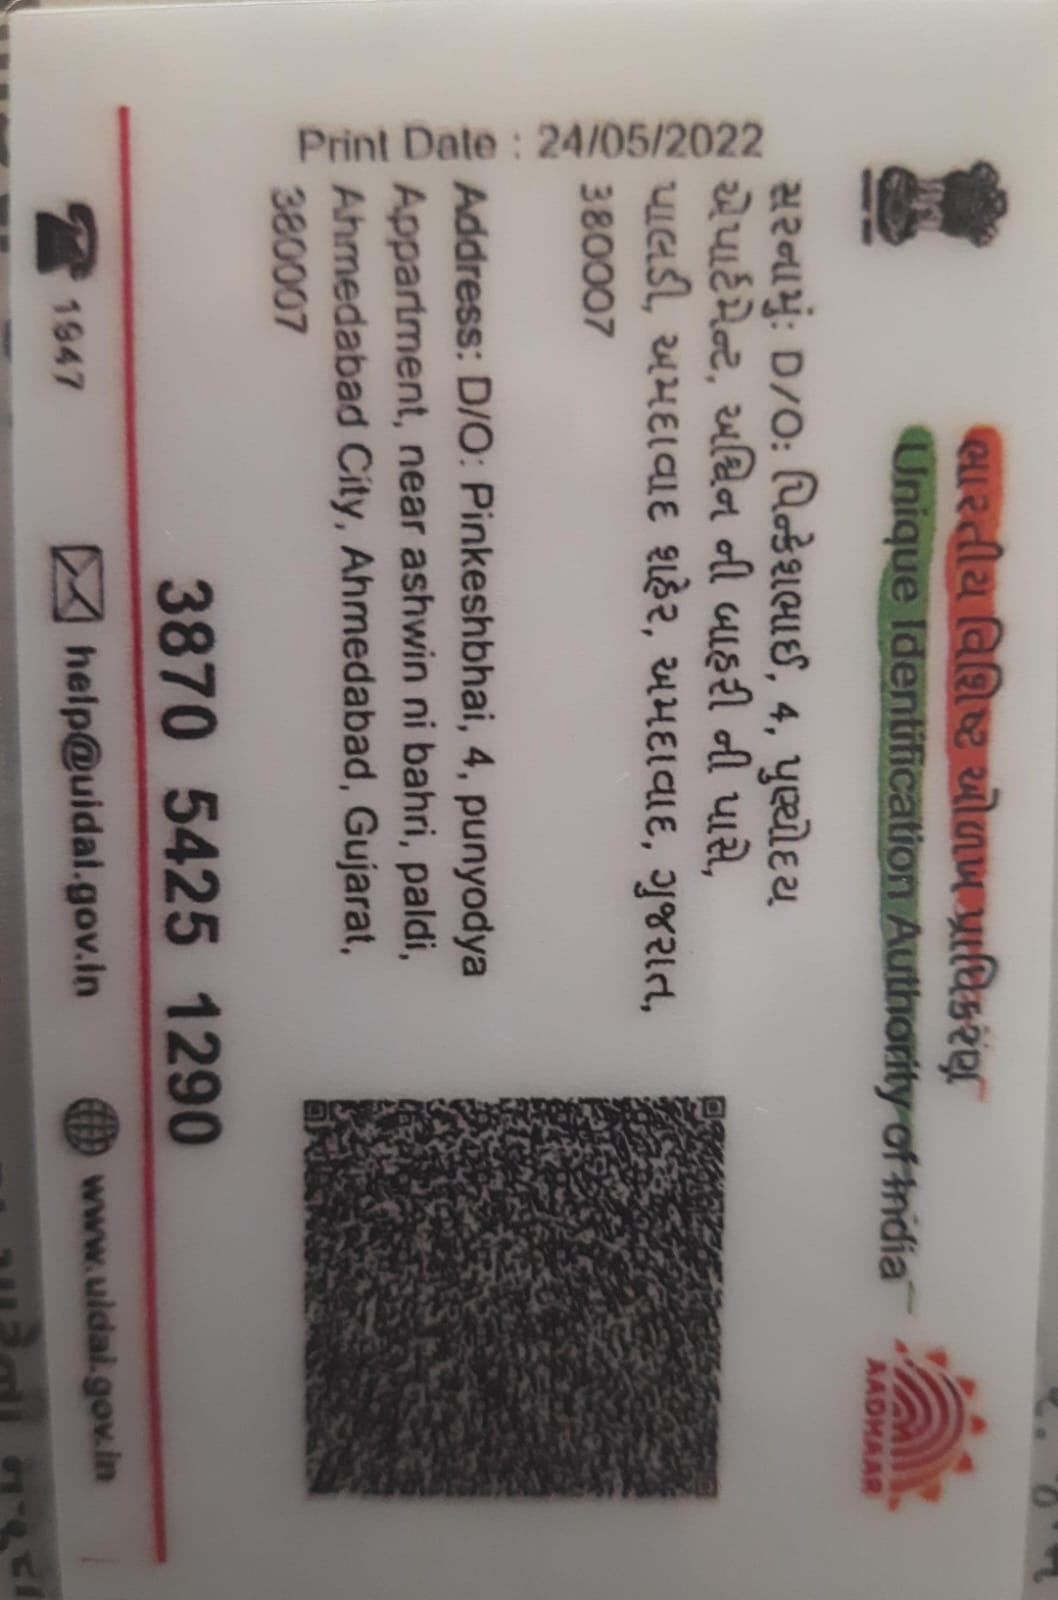 ભારતીય વિશિષ્ટ ઓળખ પ્રાધિકરણ
Unique Identification Authority of India
AADHAAR
સરનામું: D/O: પિન્કેશભાઈ, 4, પુણ્યોદય
એપાર્ટમેન્ટ, અશ્વિન ની બાહરી ની પાસે,
પાલડી, અમદાવાદ શહેર, અમદાવાદ, ગુજરાત,
380007
Address: D/O: Pinkeshbhai, 4, punyodya
Appartment, near ashwin ni bahri, paldi,
Ahmedabad City, Ahmedabad, Gujarat,
380007
Print Date : 24/05/2022
3870 5425 1290
1947
help@uidai.gov.in
www.uidai.gov.in